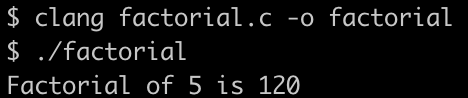 $ clang factorial.c -o factorial
$ ./factorial
Factorial of 5 is 120